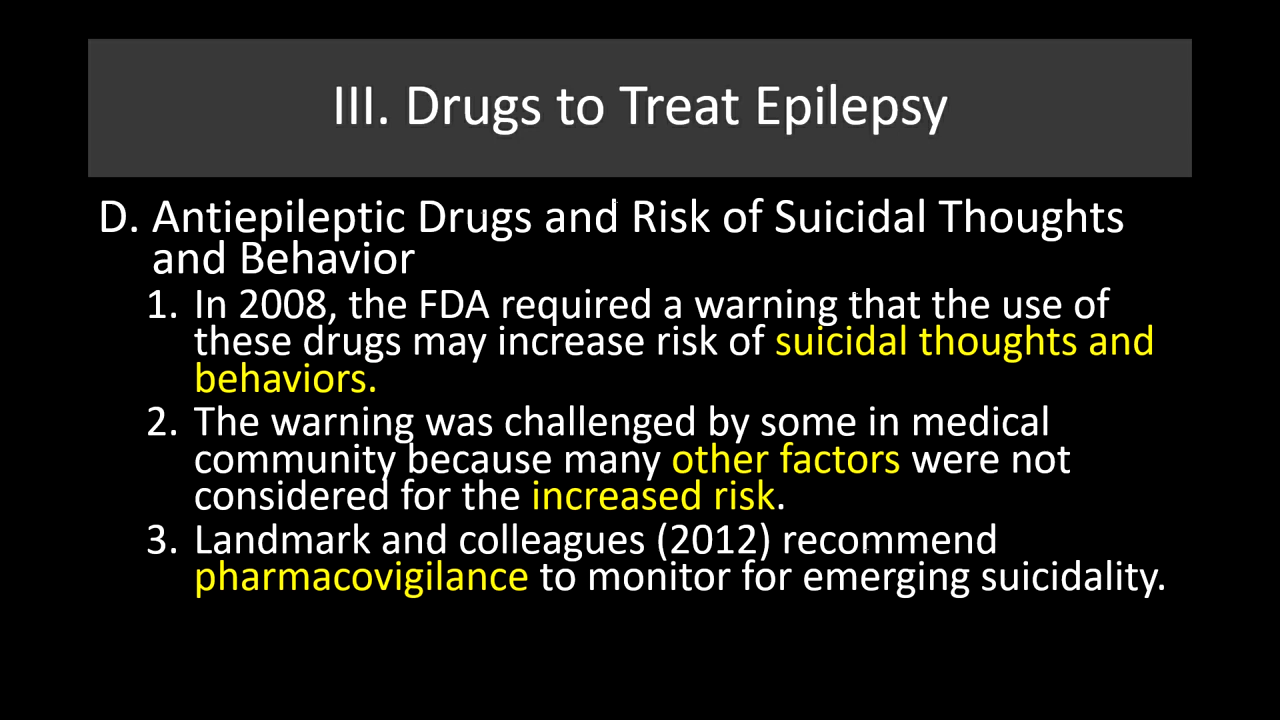 III. Drugs to Treat Epilepsy
D. Antiepileptic Drugs and Risk of Suicidal Thoughts
and Behavior
1. In 2008, the FDA required a warning that the use of
these drugs may increase risk of suicidal thoughts and
behaviors.
2. The warning was challenged by some in medical
community because many other factors were not
considered for the increased risk.
3. Landmark and colleagues (2012) recommend
pharmacovigilance to monitor for emerging suicidality.